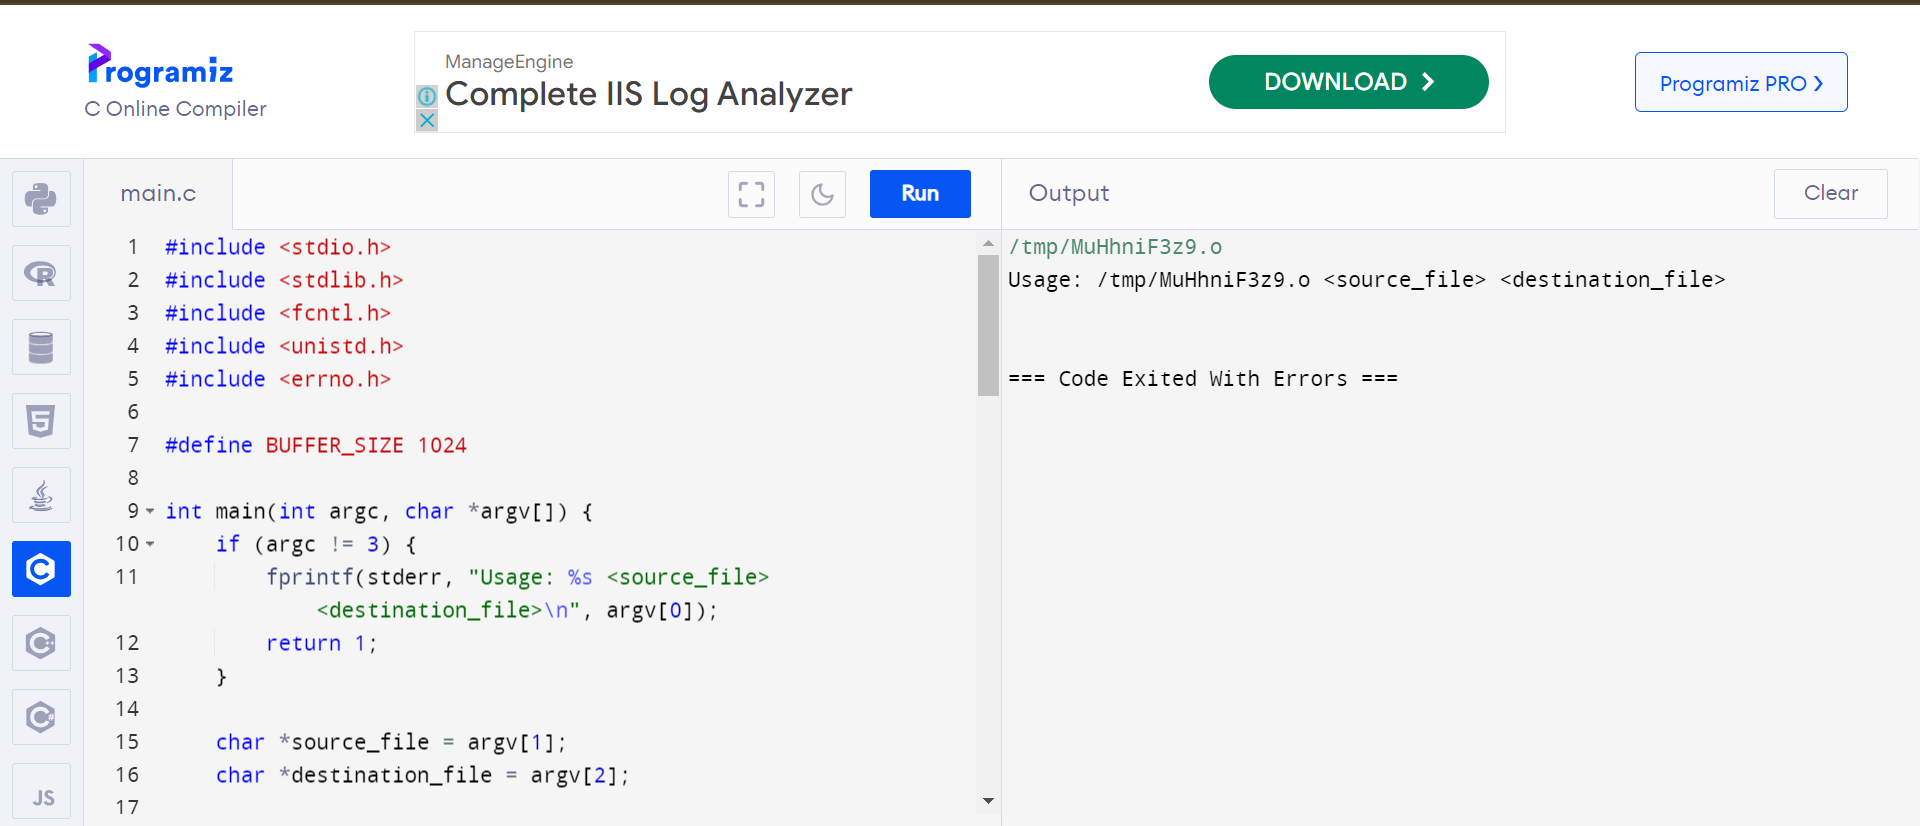 Programiz
C Online Compiler
ManageEngine
Complete IIS Log Analyzer
DOWNLOAD
Programiz PRO
main.c
Run
Output
Clear
1 #include <stdio.h>
2 #include <stdlib.h>
3 #include <fcntl.h>
4 #include <unistd.h>
5 #include <errno.h>
6
7 #define BUFFER_SIZE 1024
8
9 int main(int argc, char *argv[]) {
10 if (argc != 3) {
11 fprintf(stderr, "Usage: %s <source_file>
<destination_file>\n", argv[0]);
12 return 1;
13 }
14
15 char *source_file = argv[1];
16 char *destination_file = argv[2];
17
/tmp/MuHhniF3z9.o
Usage: /tmp/MuHhniF3z9.o <source_file> <destination_file>
=== Code Exited With Errors ===
R
5
C
C
C#
JS